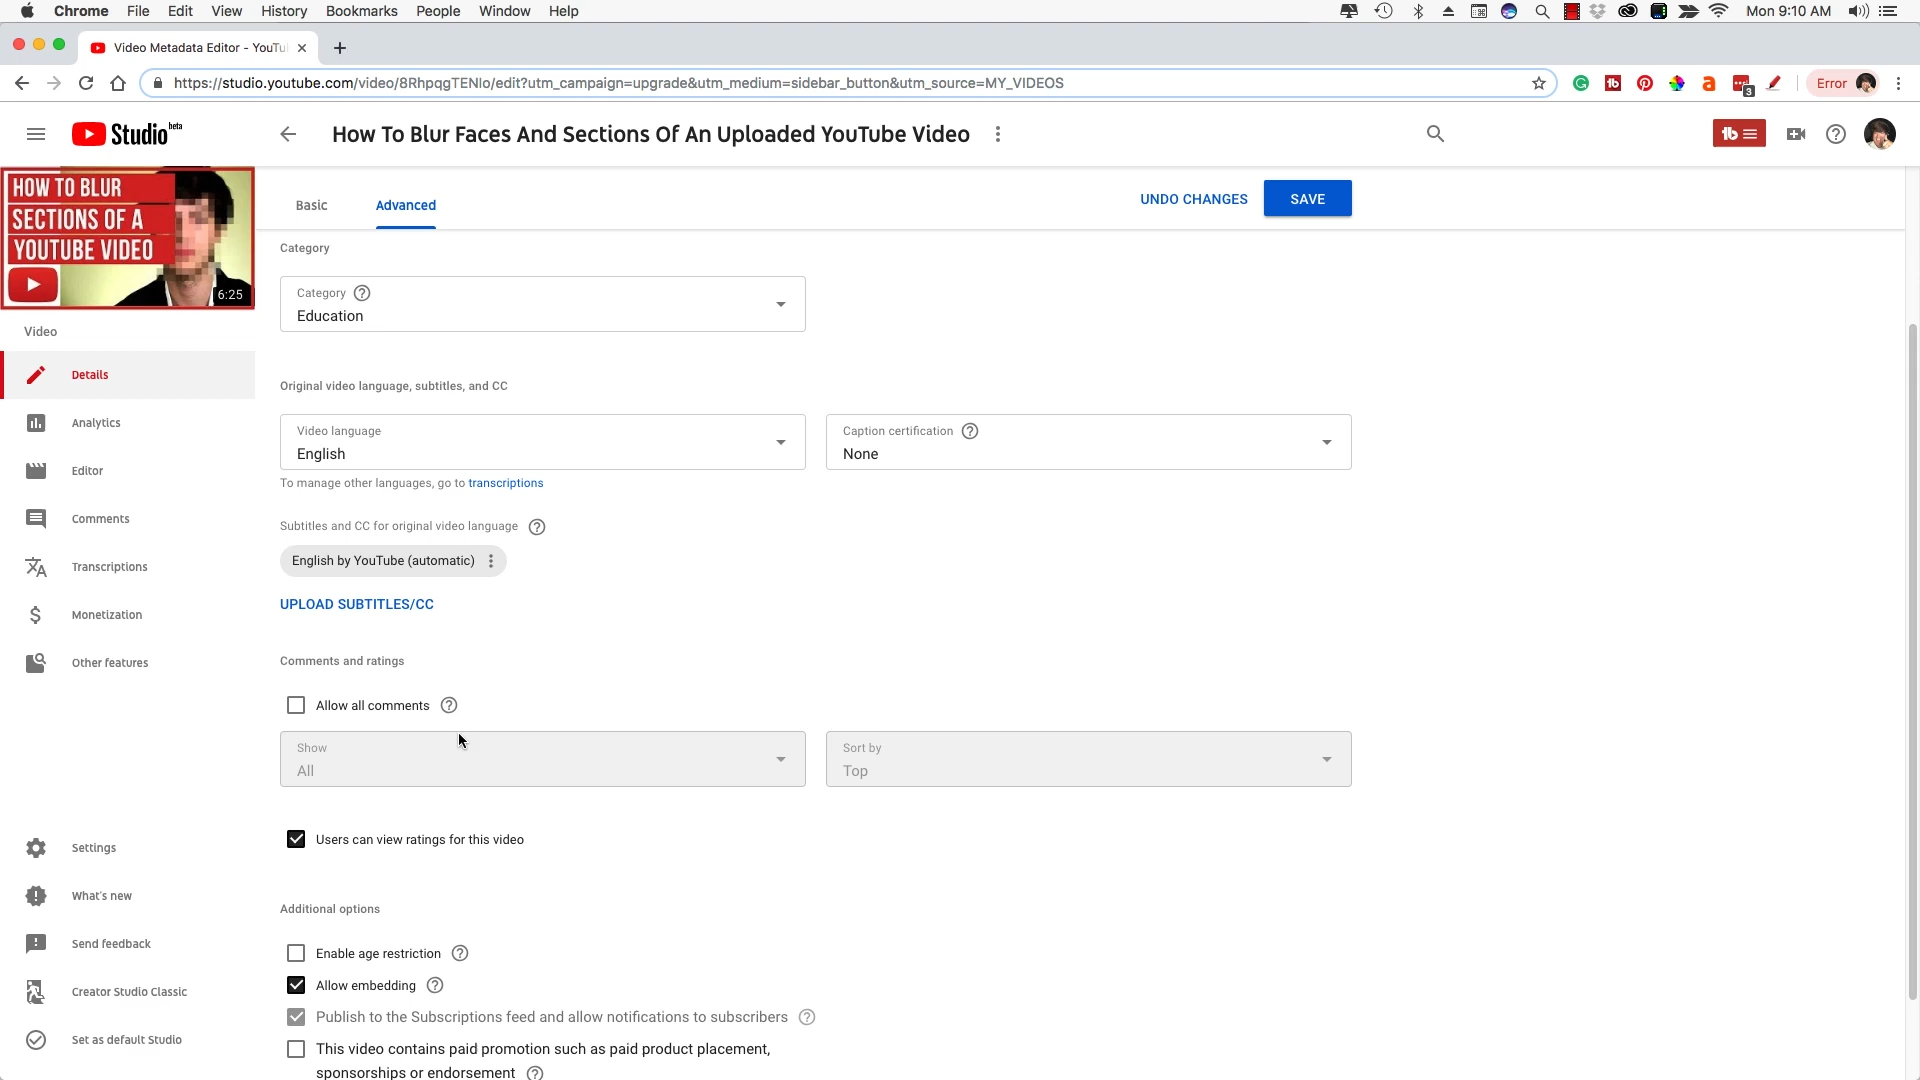 Chrome File Edit View History Bookmarks People Window Help Mon 9:10 AM
Video Metadata Editor - YouTu
https://studio.youtube.com/video/8RhpqgTENIo/edit?utm_campaign=upgrade&utm_medium=sidebar_button&utm_source=MY_VIDEOS
3
Error
Studio beta
How To Blur Faces And Sections Of An Uploaded YouTube Video
HOW TO BLUR
SECTIONS OF A
YOUTUBE VIDEO
6:25
Basic Advanced UNDO CHANGES SAVE
Video
Details
Analytics
Editor
Comments
Transcriptions
Monetization
Other features
Settings
What's new
Send feedback
Creator Studio Classic
Set as default Studio
Category
Category
Education
Original video language, subtitles, and CC
Video language
English
Caption certification
None
To manage other languages, go to transcriptions
Subtitles and CC for original video language
English by YouTube (automatic)
UPLOAD SUBTITLES/CC
Comments and ratings
Allow all comments
Show
All
Sort by
Top
Users can view ratings for this video
Additional options
Enable age restriction
Allow embedding
Publish to the Subscriptions feed and allow notifications to subscribers
This video contains paid promotion such as paid product placement,
sponsorships or endorsement